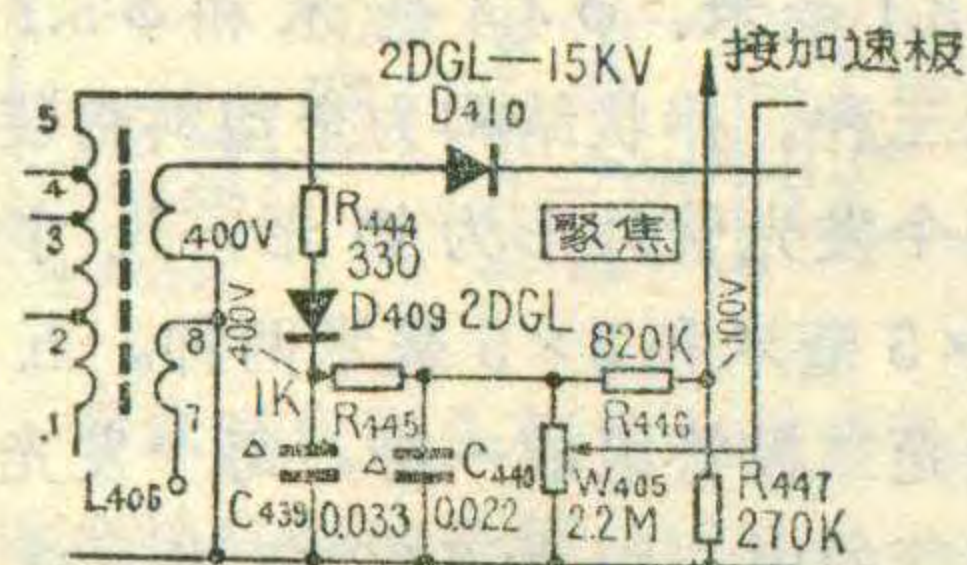 2DGL—15KV
D410
接加速极
5
4
3
2
.1
400V
8
7
L406
R444
330
D409 2DGL
400V
聚焦
820K
R446
100V
1K
R445
△
C439 0.033
△
C440
0.022
W405
2.2M
R447
270K